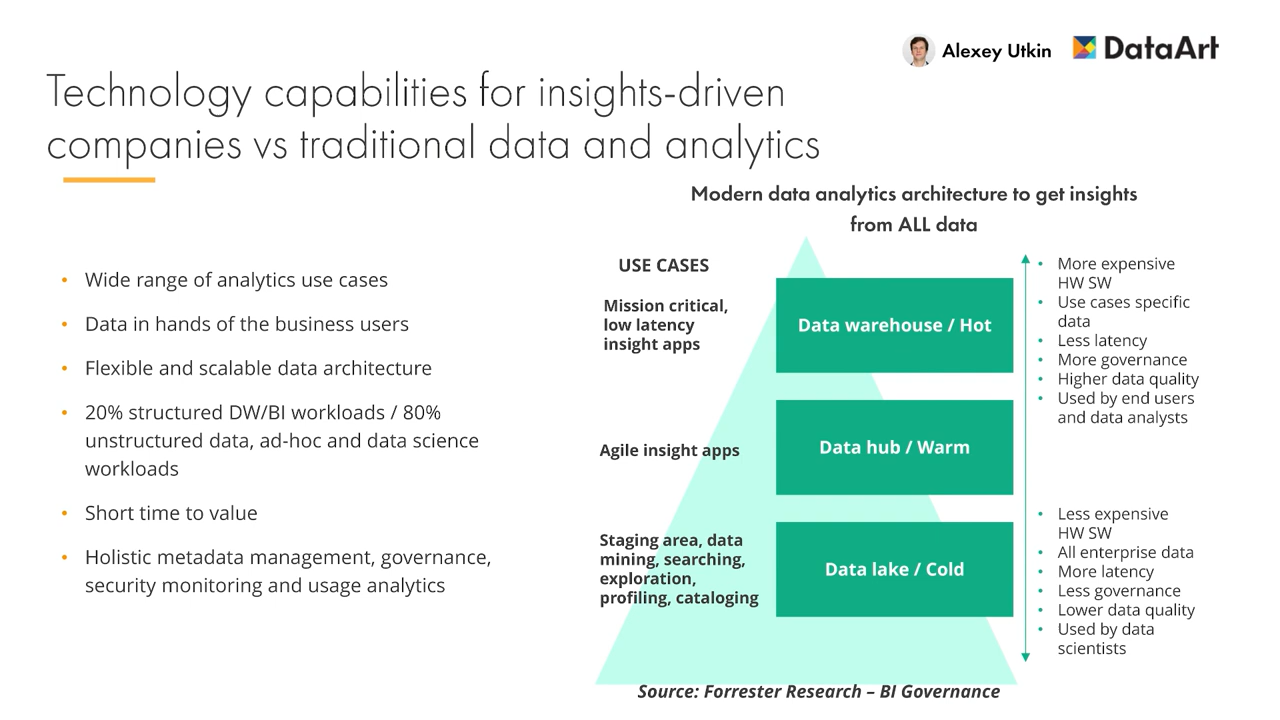 Alexey Utkin
DataArt
Technology capabilities for insights-driven
companies vs traditional data and analytics
• Wide range of analytics use cases
• Data in hands of the business users
• Flexible and scalable data architecture
• 20% structured DW/BI workloads / 80%
unstructured data, ad-hoc and data science
workloads
• Short time to value
• Holistic metadata management, governance,
security monitoring and usage analytics
Modern data analytics architecture to get insights
from ALL data
USE CASES
Mission critical,
low latency
insight apps
Data warehouse / Hot
• More expensive
HW SW
• Use cases specific
data
• Less latency
• More governance
• Higher data quality
• Used by end users
and data analysts
Agile insight apps
Data hub / Warm
Staging area, data
mining, searching,
exploration,
profiling, cataloging
Data lake / Cold
• Less expensive
HW SW
• All enterprise data
• More latency
• Less governance
• Lower data quality
• Used by data
scientists
Source: Forrester Research – BI Governance